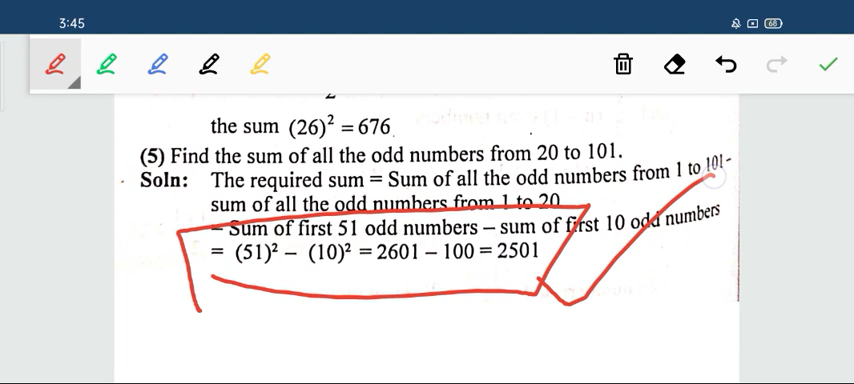 3:45
68
the sum (26)² = 676
(5) Find the sum of all the odd numbers from 20 to 101.
Soln: The required sum = Sum of all the odd numbers from 1 to 101-
sum of all the odd numbers from 1 to 20
= Sum of first 51 odd numbers – sum of first 10 odd numbers
= (51)² – (10)² = 2601 – 100 = 2501